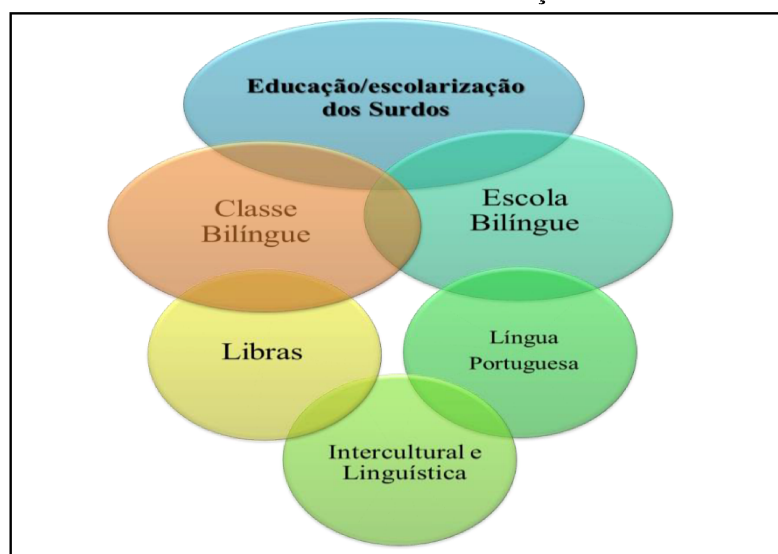 Educação/escolarização
dos Surdos
Classe
Bilíngue
Escola
Bilíngue
Libras
Língua
Portuguesa
Intercultural e
Linguística